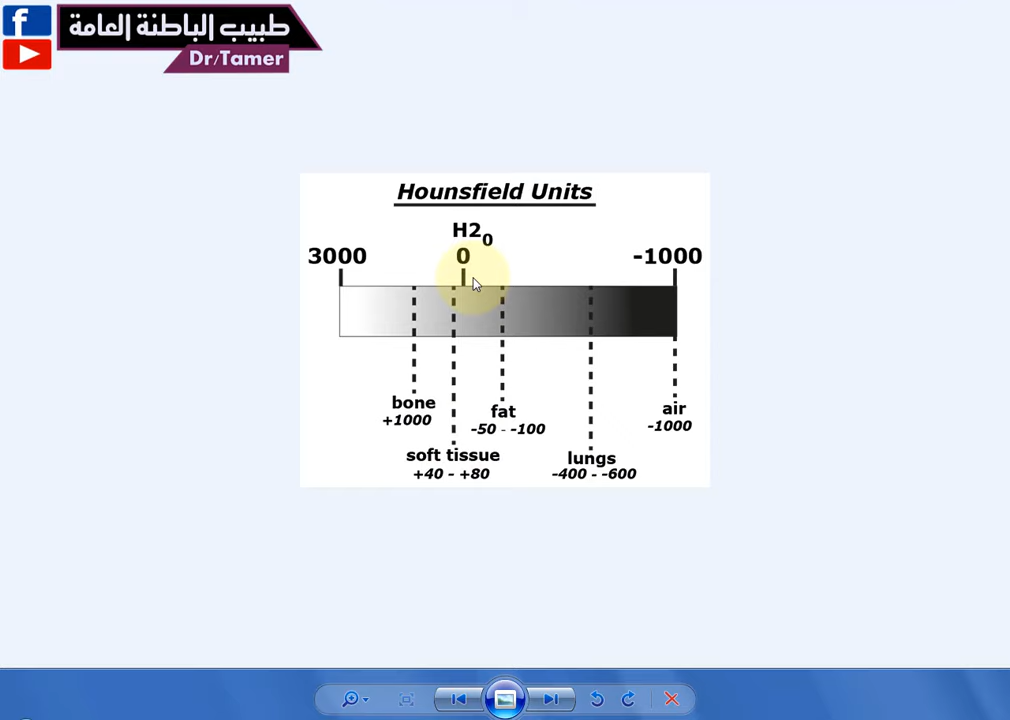 f
طبيب الباطنة العامة
Dr/Tamer
Hounsfield Units
H20
3000 0 -1000
bone
+1000
fat
-50 - -100
air
-1000
soft tissue
+40 - +80
lungs
-400 - -600